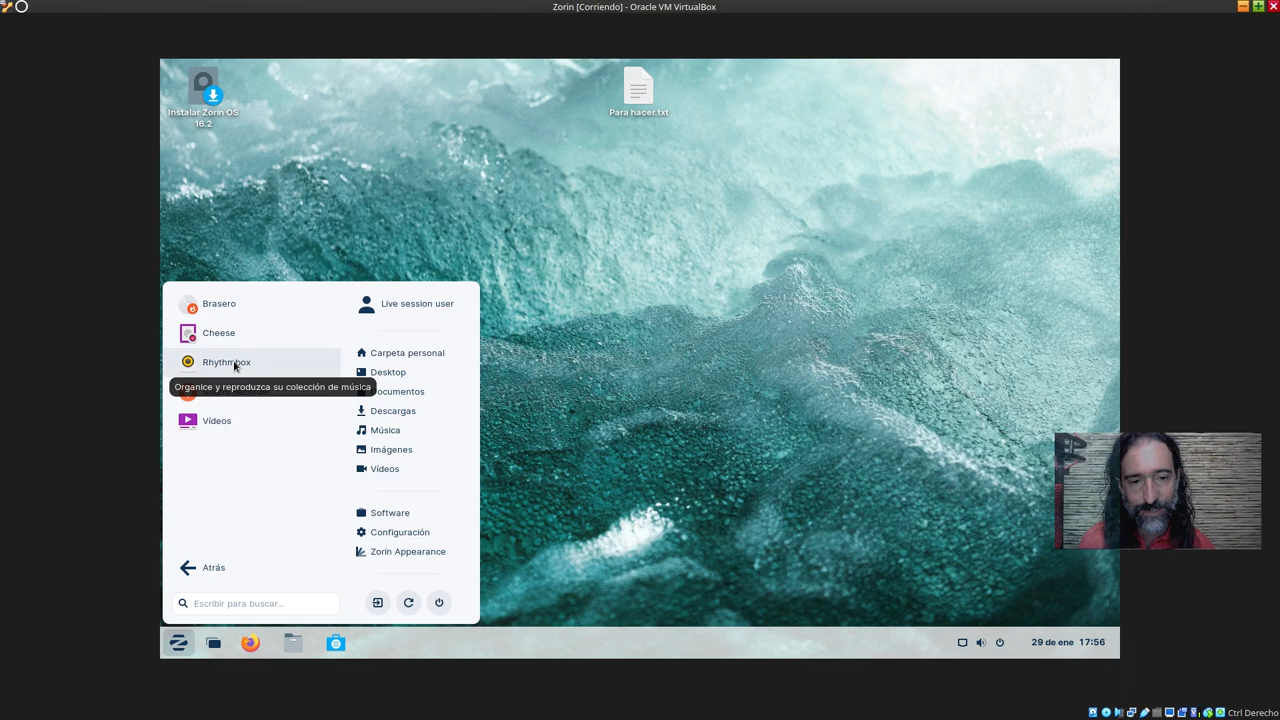 Zorin [Corriendo] - Oracle VM VirtualBox
Instalar Zorin OS
16.2
Para hacer.txt
Brasero
Cheese
Rhythmbox
Organice y reproduzca su colección de música
Vídeos
Atrás
Escribir para buscar...
Live session user
Carpeta personal
Desktop
ocumentos
Descargas
Música
Imágenes
Vídeos
Software
Configuración
Zorin Appearance
29 de ene 17:56
Ctrl Derecho